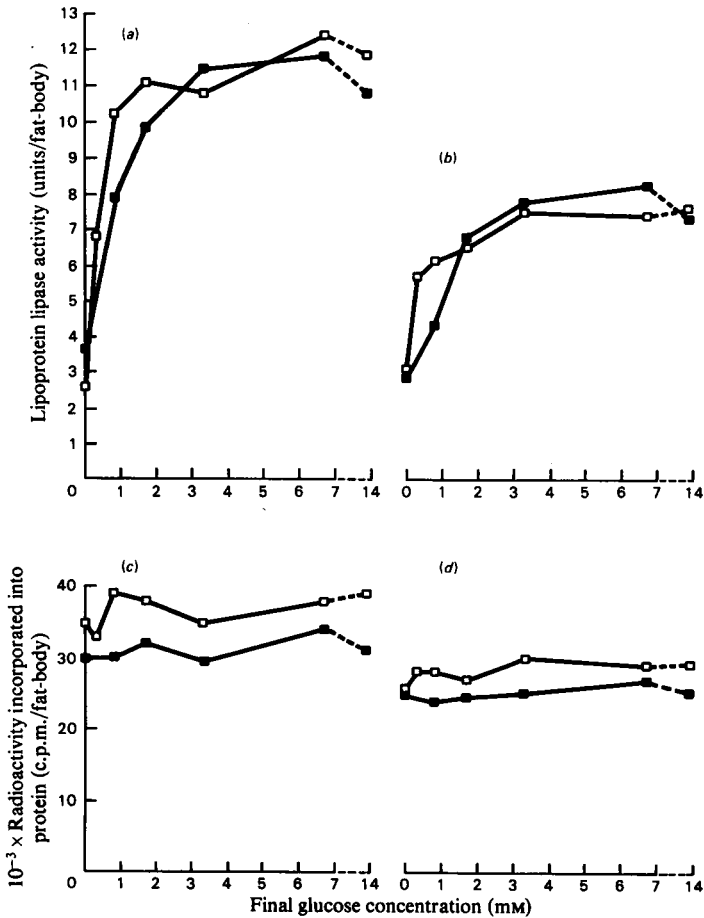 Lipoprotein lipase activity (units/fat-body)
13
12
11
10
9
8
7
6
5
4
3
2
1
(a)
(b)
0 1 2 3 4 5 6 7 14
0 1 2 3 4 5 6 7 14
10⁻³ × Radioactivity incorporated into
protein (c.p.m./fat-body)
40
30
20
10
(c)
(d)
0 1 2 3 4 5 6 7 14
0 1 2 3 4 5 6 7 14
Final glucose concentration (mM)